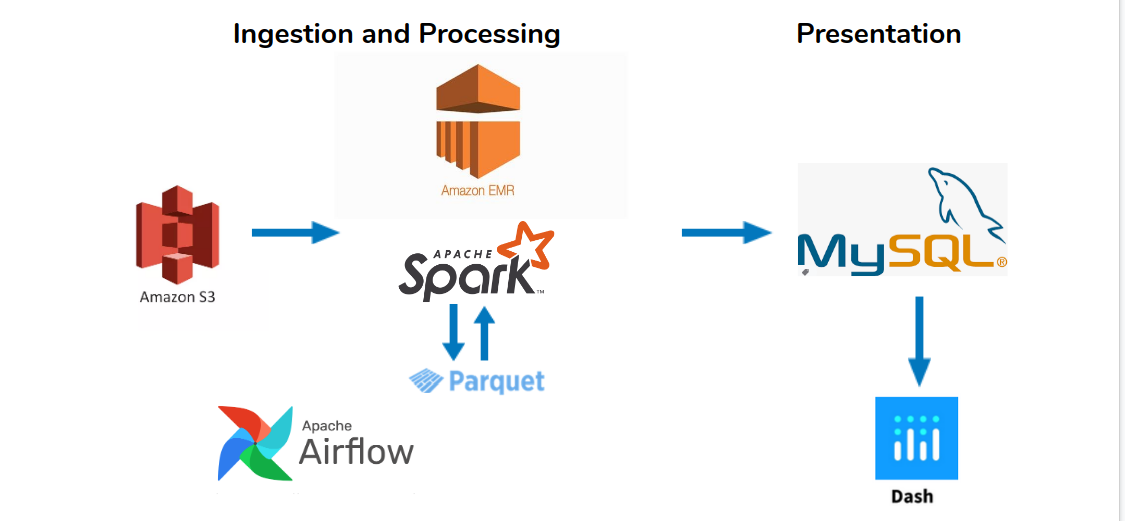 Ingestion and Processing
Presentation
Amazon EMR
Amazon S3
APACHE
Spark™
Parquet
Apache
Airflow
MySQL®
Dash